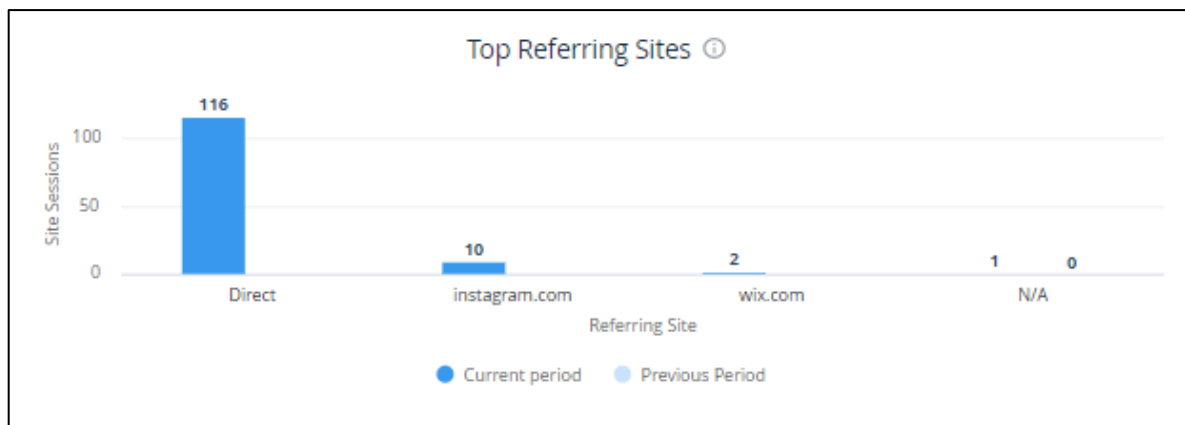 Top Referring Sites
116
100
50
0
Site Sessions
10
2
1 0
Direct instagram.com wix.com N/A
Referring Site
Current period Previous Period